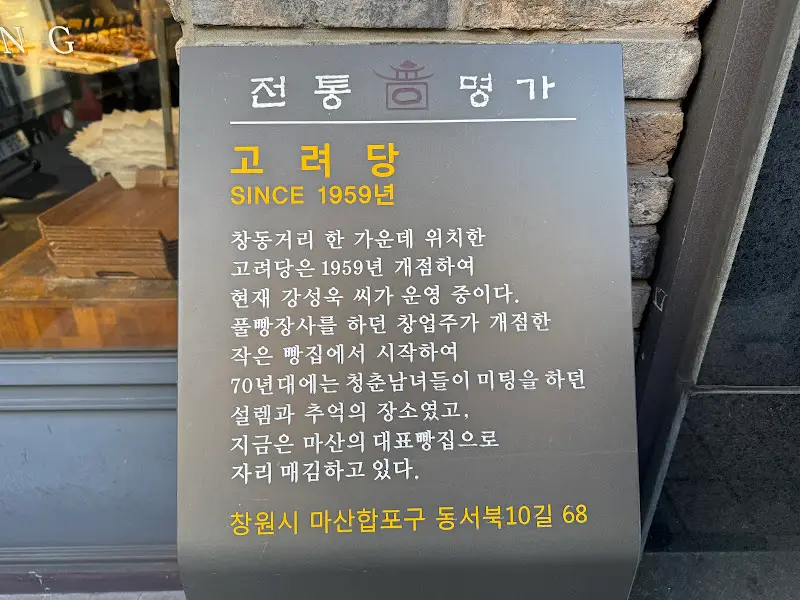 NG
전통 명가
고려당
SINCE 1959년
창동거리 한 가운데 위치한
고려당은 1959년 개점하여
현재 강성욱 씨가 운영 중이다.
풀빵장사를 하던 창업주가 개점한
작은 빵집에서 시작하여
70년대에는 청춘남녀들이 미팅을 하던
설렘과 추억의 장소였고,
지금은 마산의 대표빵집으로
자리 매김하고 있다.
창원시 마산합포구 동서북10길 68